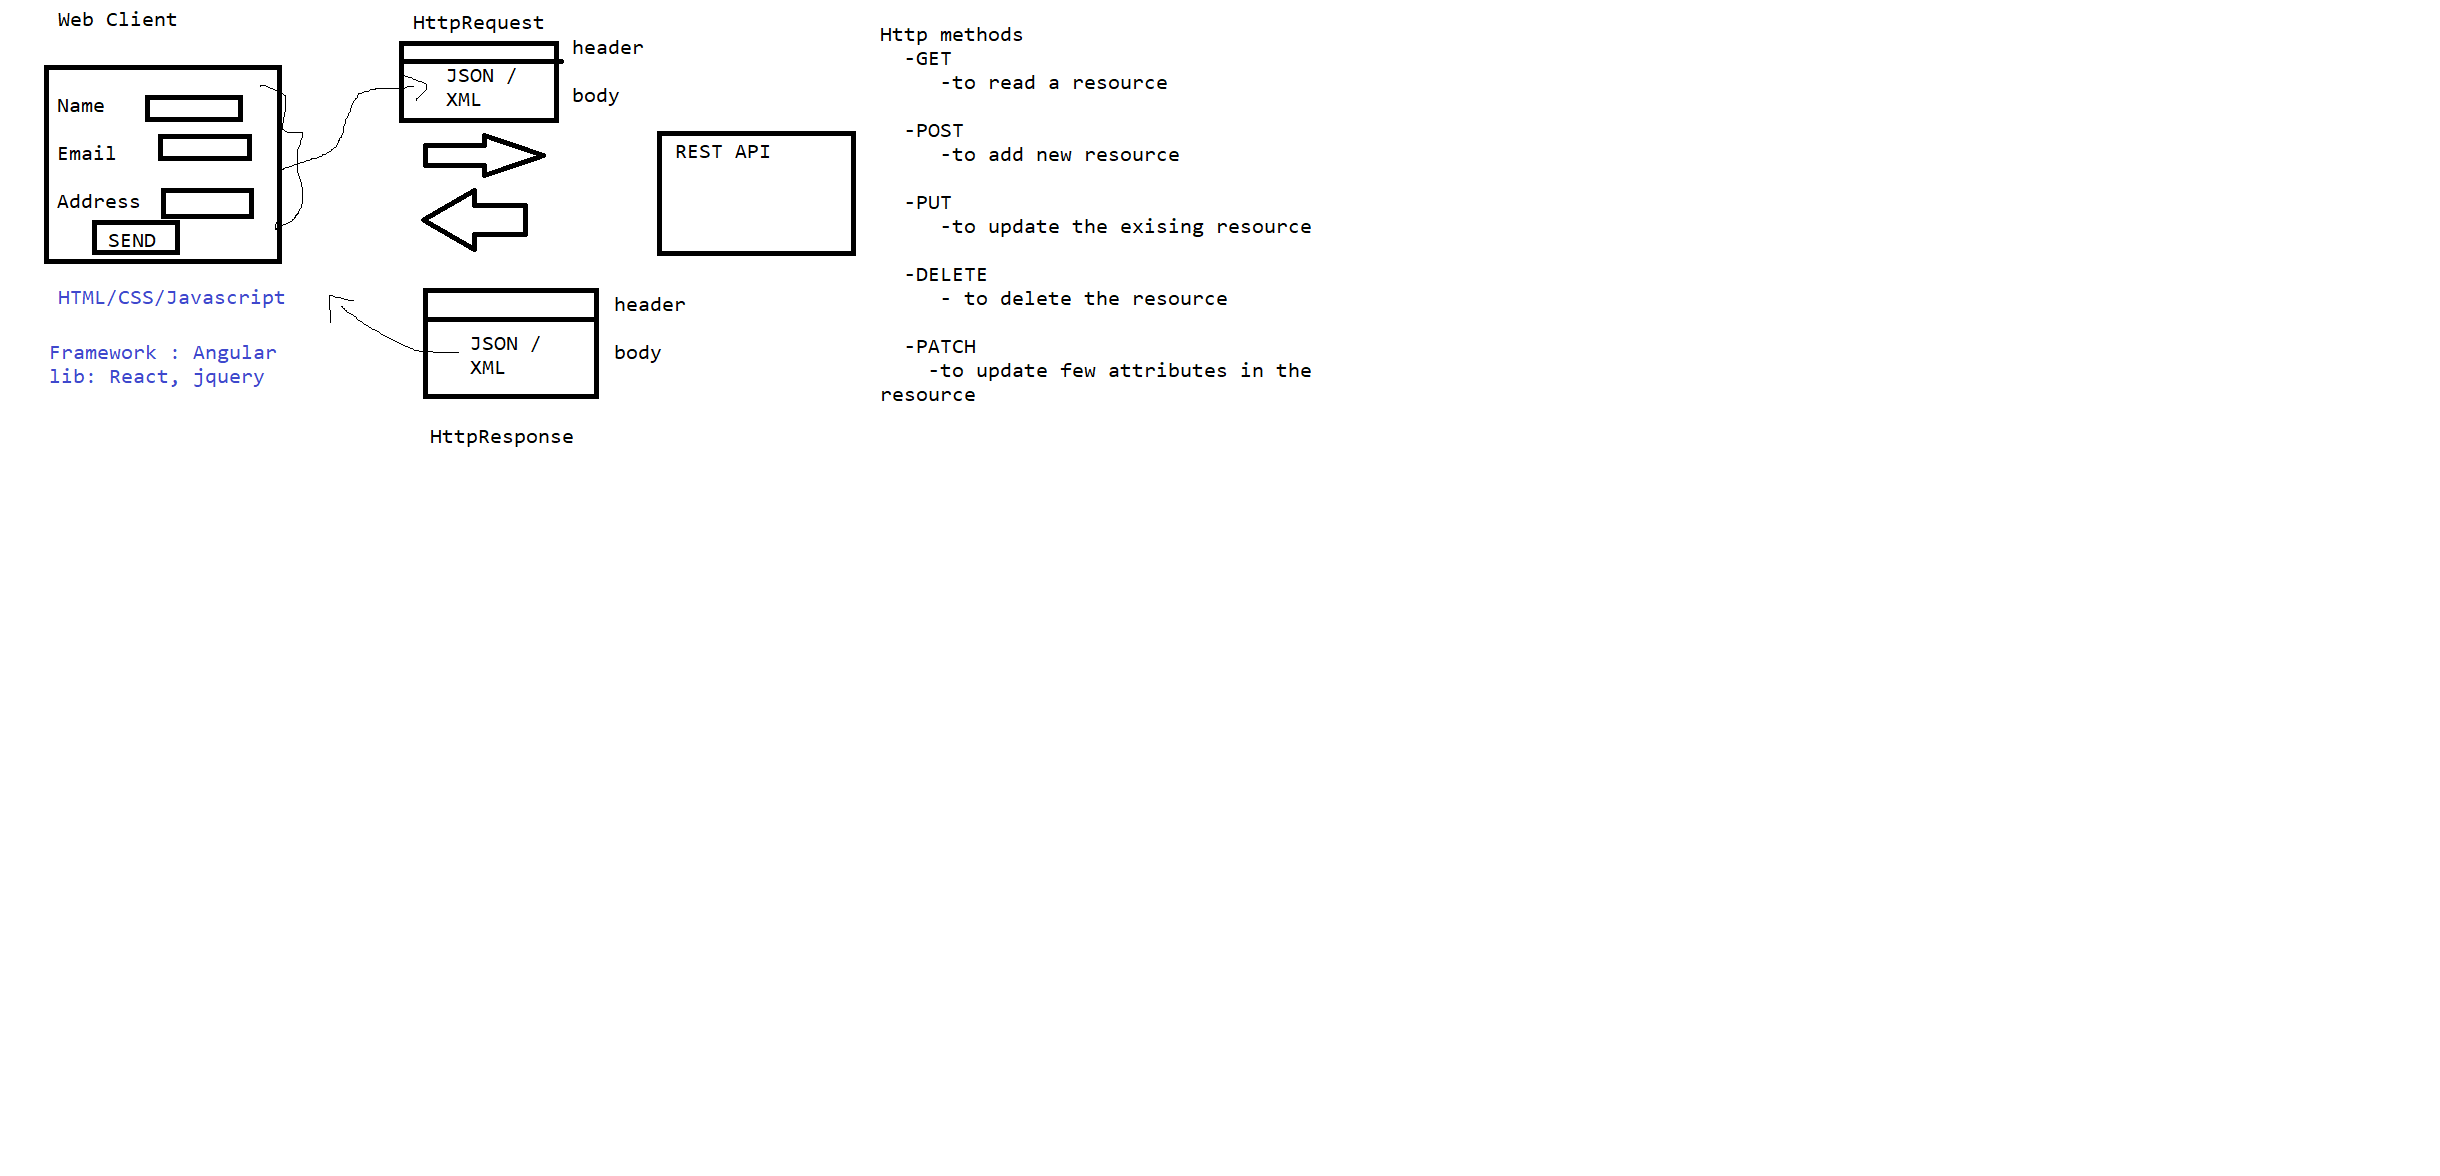 Web Client
Name
Email
Address
SEND
HTML/CSS/Javascript
Framework : Angular
lib: React, jquery
HttpRequest
header
JSON /
XML
body
REST API
header
JSON /
XML
body
HttpResponse
Http methods
-GET
-to read a resource
-POST
-to add new resource
-PUT
-to update the exising resource
-DELETE
- to delete the resource
-PATCH
-to update few attributes in the
resource